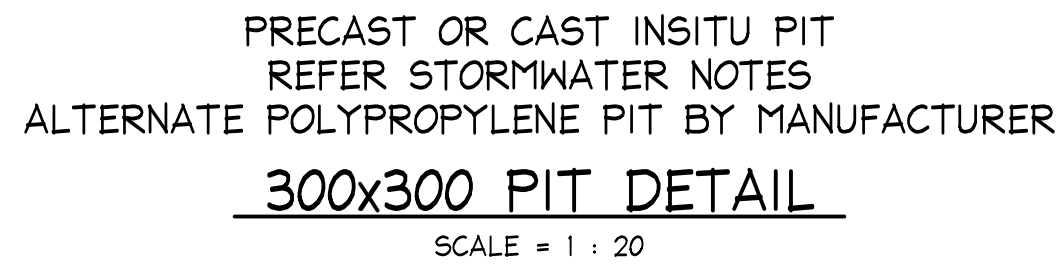 PRECAST OR CAST INSITU PIT
REFER STORMWATER NOTES
ALTERNATE POLYPROPYLENE PIT BY MANUFACTURER
300x300 PIT DETAIL
SCALE = 1 : 20